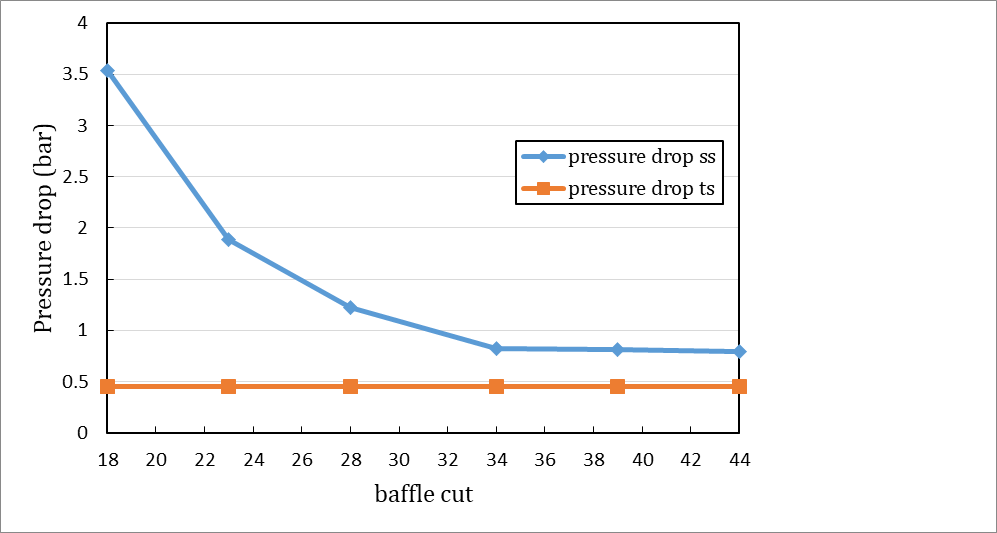 4
3.5
3
2.5
2
1.5
1
0.5
0
Pressure drop (bar)
pressure drop ss
pressure drop ts
18 20 22 24 26 28 30 32 34 36 38 40 42 44
baffle cut